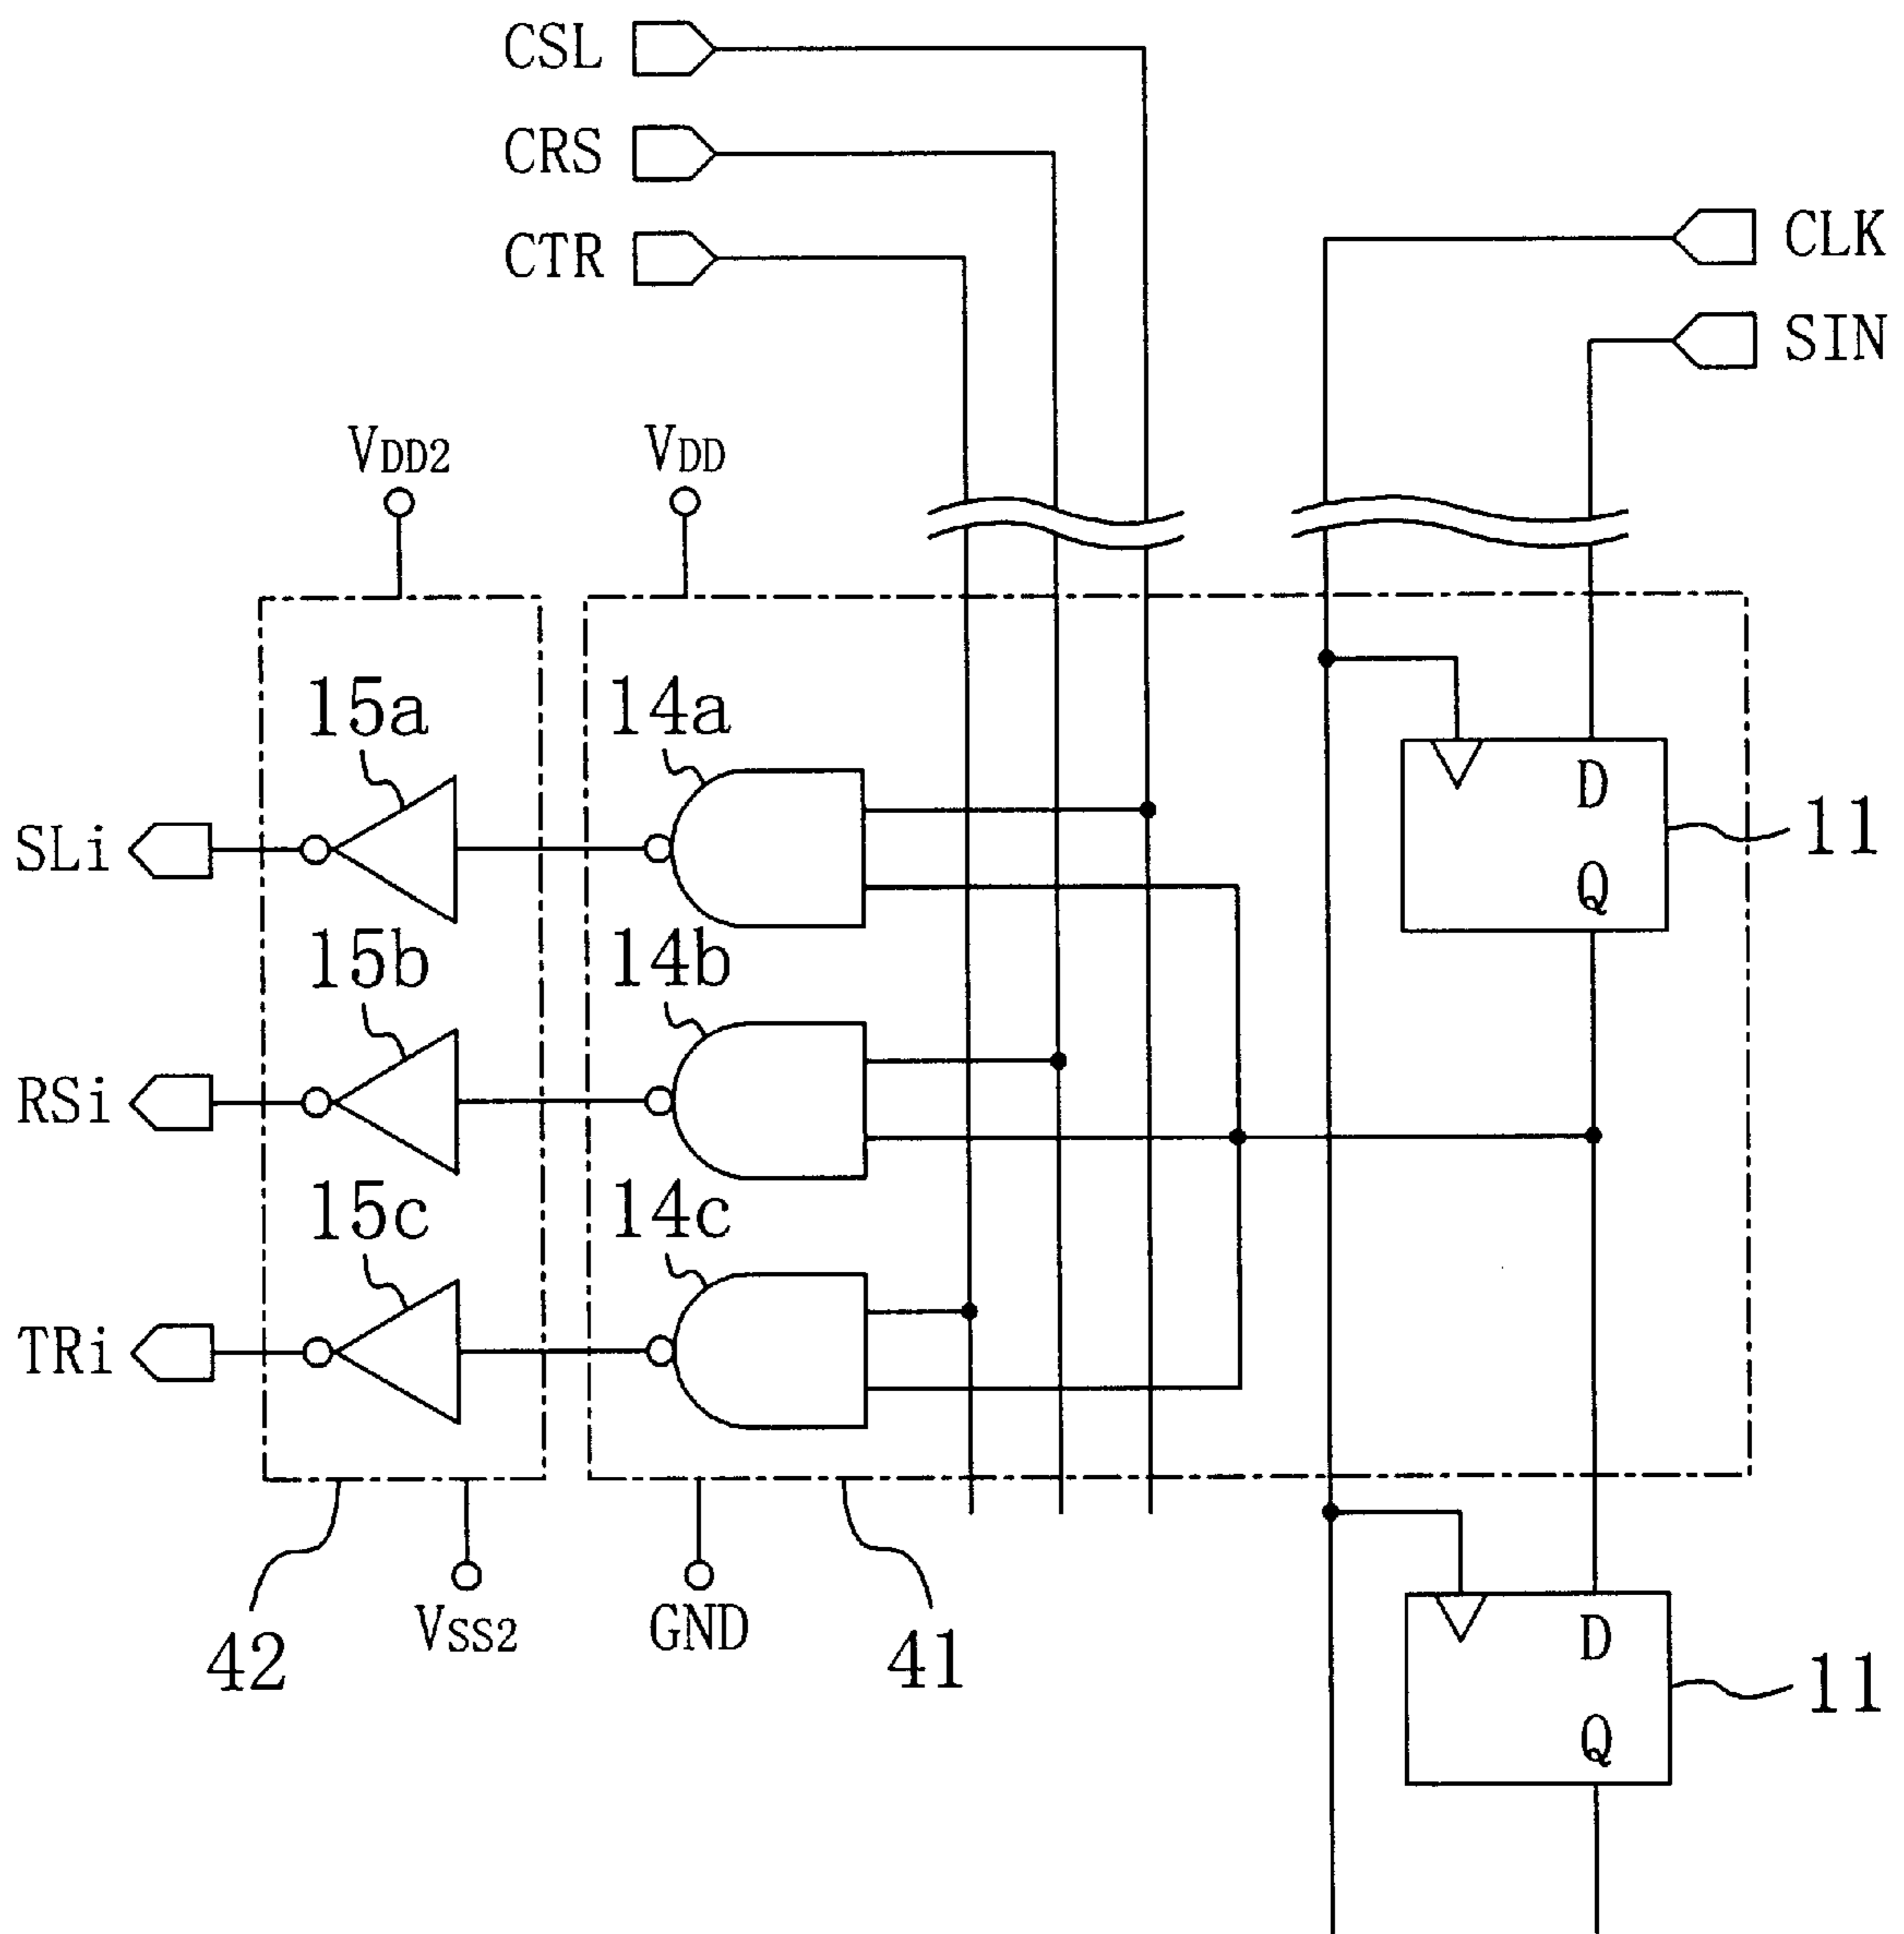 CSL
CRS
CTR
CLK
SIN
VDD2
VDD
15a
14a
D
11
SLi
Q
15b
14b
RSi
15c
14c
TRi
VSS2
GND
42
41
D
11
Q